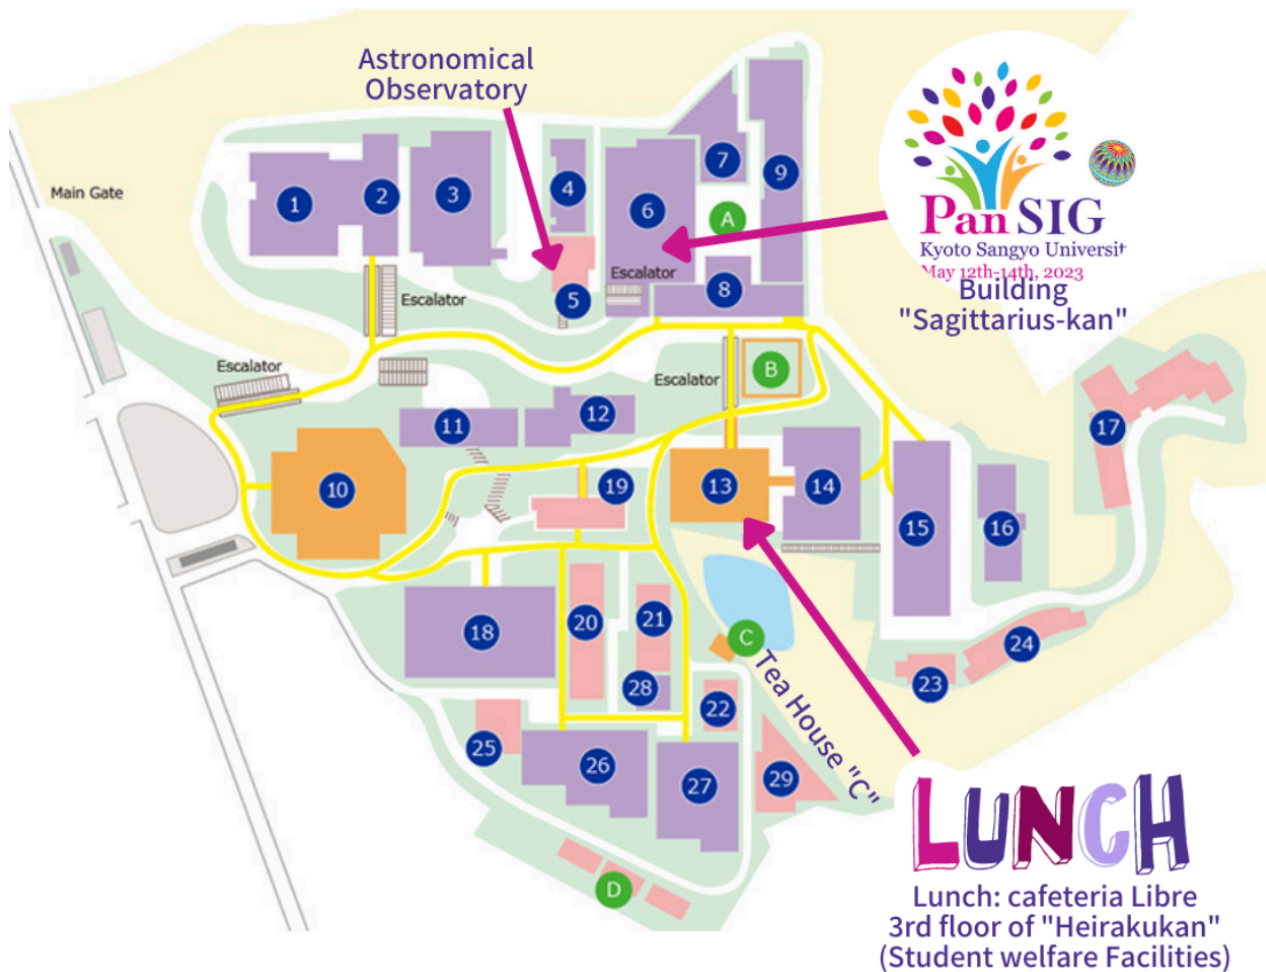 Astronomical
Observatory
Main Gate
1
2
3
4
5
6
7
8
9
A
Pan SIG
Kyoto Sangyo Universit
May 12th-14th, 2023
Building
"Sagittarius-kan"
Escalator
Escalator
Escalator
Escalator
B
10
11
12
13
14
15
16
17
18
19
20
21
22
23
24
25
26
27
28
29
C
Tea House "C"
D
LUNCH
Lunch: cafeteria Libre
3rd floor of "Heirakukan"
(Student welfare Facilities)